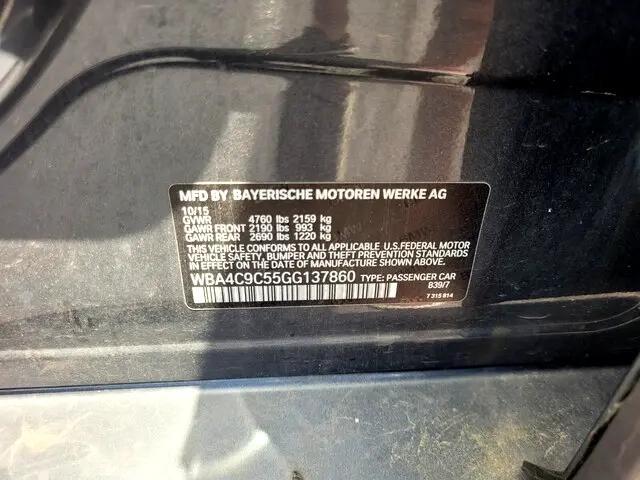 MFD BY BAYERISCHE MOTOREN WERKE AG
10/15
GVWR 4760 lbs 2159 kg
GAWR FRONT 2190 lbs 993 kg
GAWR REAR 2690 lbs 1220 kg
THIS VEHICLE CONFORMS TO ALL APPLICABLE U.S. FEDERAL MOTOR
VEHICLE SAFETY, BUMPER AND THEFT PREVENTION STANDARDS
IN EFFECT ON THE DATE OF MANUFACTURE SHOWN ABOVE.
WBA4C9C55GG137860 TYPE: PASSENGER CAR
B39/7
7 315 814